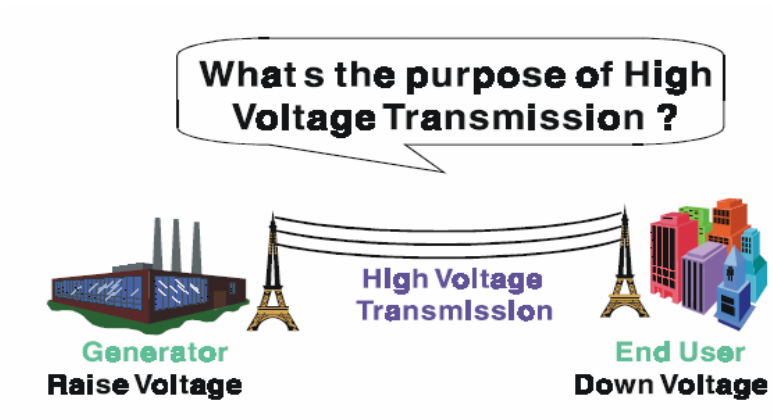 What s the purpose of High
Voltage Transmission ?
High Voltage
Transmission
Generator
Raise Voltage
End User
Down Voltage